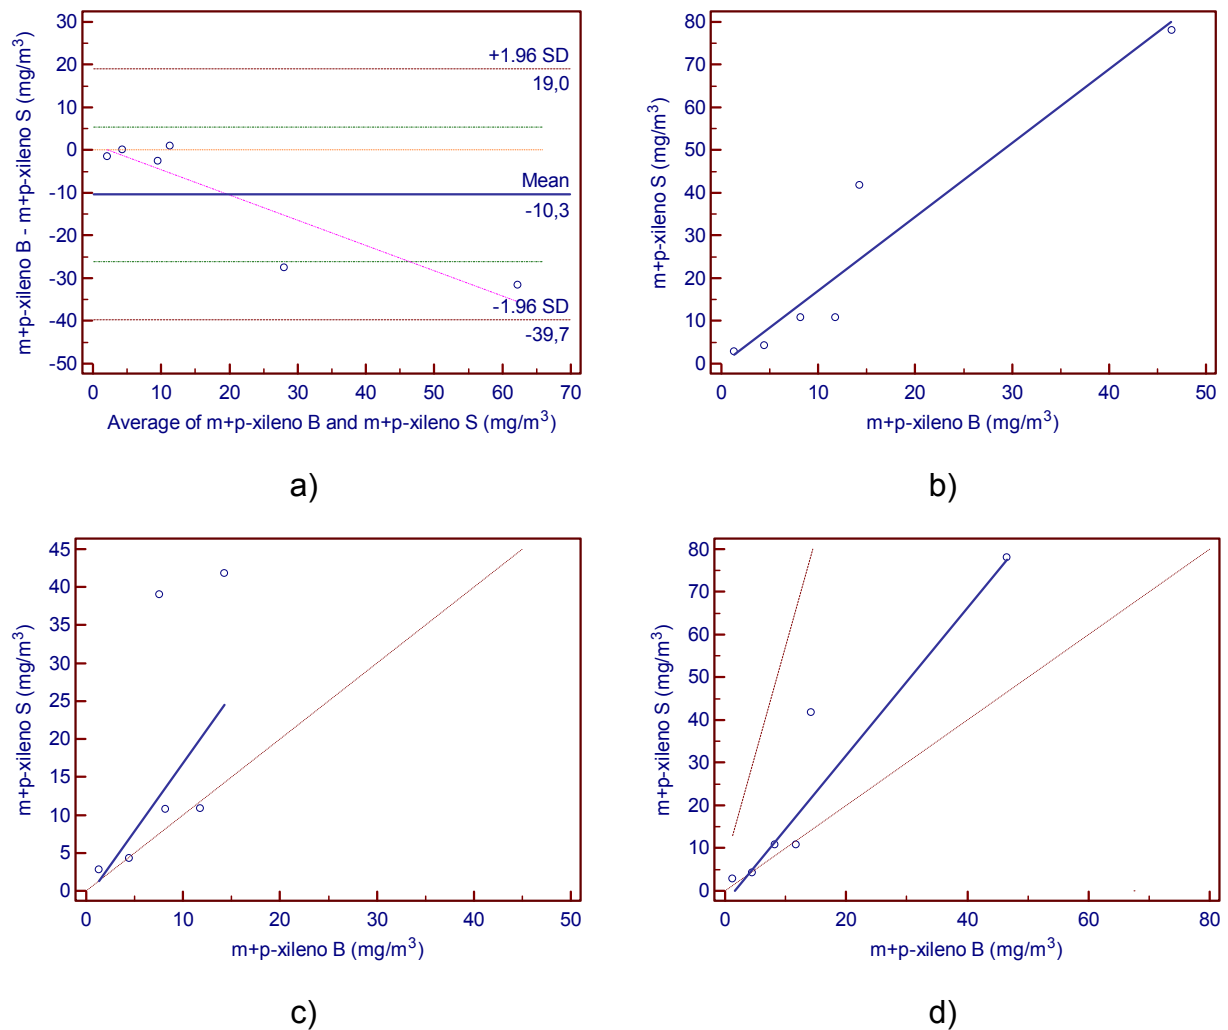 m+p-xileno B - m+p-xileno S (mg/m³)
30
20
10
0
-10
-20
-30
-40
-50
+1.96 SD
19,0
Mean
-10,3
-1.96 SD
-39,7
0 10 20 30 40 50 60 70
Average of m+p-xileno B and m+p-xileno S (mg/m³)
a)
m+p-xileno S (mg/m³)
80
70
60
50
40
30
20
10
0
0 10 20 30 40 50
m+p-xileno B (mg/m³)
b)
m+p-xileno S (mg/m³)
45
40
35
30
25
20
15
10
5
0
0 10 20 30 40 50
m+p-xileno B (mg/m³)
c)
m+p-xileno S (mg/m³)
80
70
60
50
40
30
20
10
0
0 20 40 60 80
m+p-xileno B (mg/m³)
d)